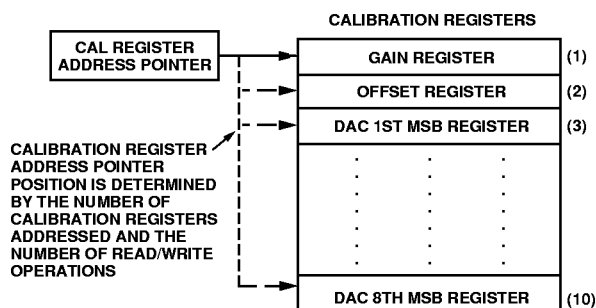 CALIBRATION REGISTERS
CAL REGISTER
ADDRESS POINTER
GAIN REGISTER
(1)
OFFSET REGISTER
(2)
DAC 1ST MSB REGISTER
(3)
CALIBRATION REGISTER
ADDRESS POINTER
POSITION IS DETERMINED
BY THE NUMBER OF
CALIBRATION REGISTERS
ADDRESSED AND THE
NUMBER OF READ/WRITE
OPERATIONS
DAC 8TH MSB REGISTER
(10)